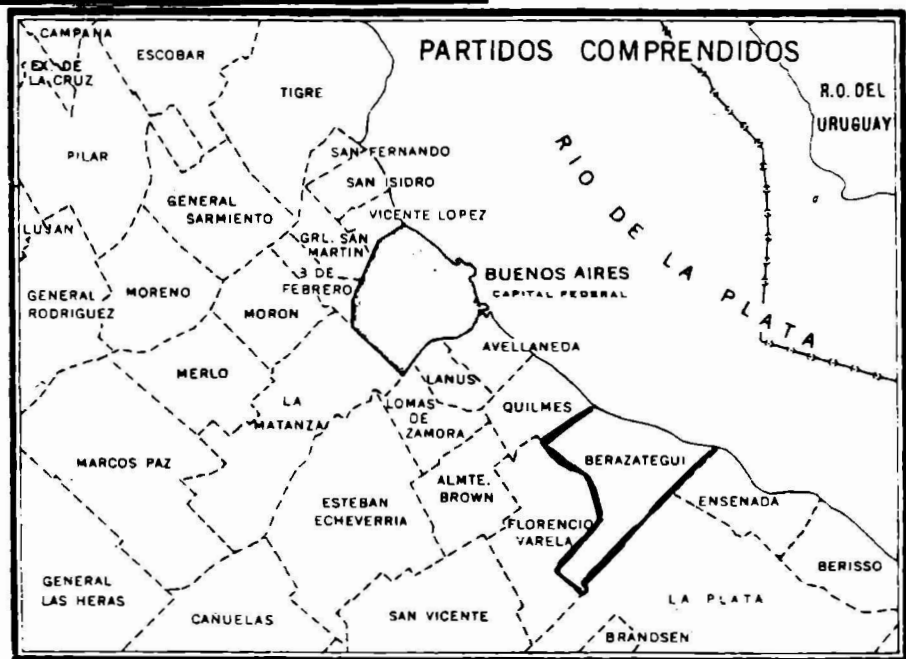 PARTIDOS COMPRENDIDOS
CAMPANA
ESCOBAR
EX. DE
LA CRUZ
TIGRE
R.O. DEL
URUGUAY
PILAR
SAN FERNANDO
SAN ISIDRO
RIO DE LA PLATA
GENERAL
SARMIENTO
VICENTE LOPEZ
LUJAN
GRL. SAN
MARTIN
3 DE
FEBRERO
BUENOS AIRES
CAPITAL FEDERAL
GENERAL
RODRIGUEZ
MORENO
MORON
AVELLANEDA
MERLO
LANUS
LA
MATANZA
LOMAS
DE
ZAMORA
QUILMES
MARCOS PAZ
BERAZATEGUI
ALMTE.
BROWN
ESTEBAN
ECHEVERRIA
ENSENADA
FLORENCIO
VARELA
BERISSO
GENERAL
LAS HERAS
CAÑUELAS
SAN VICENTE
LA PLATA
BRANDSEN